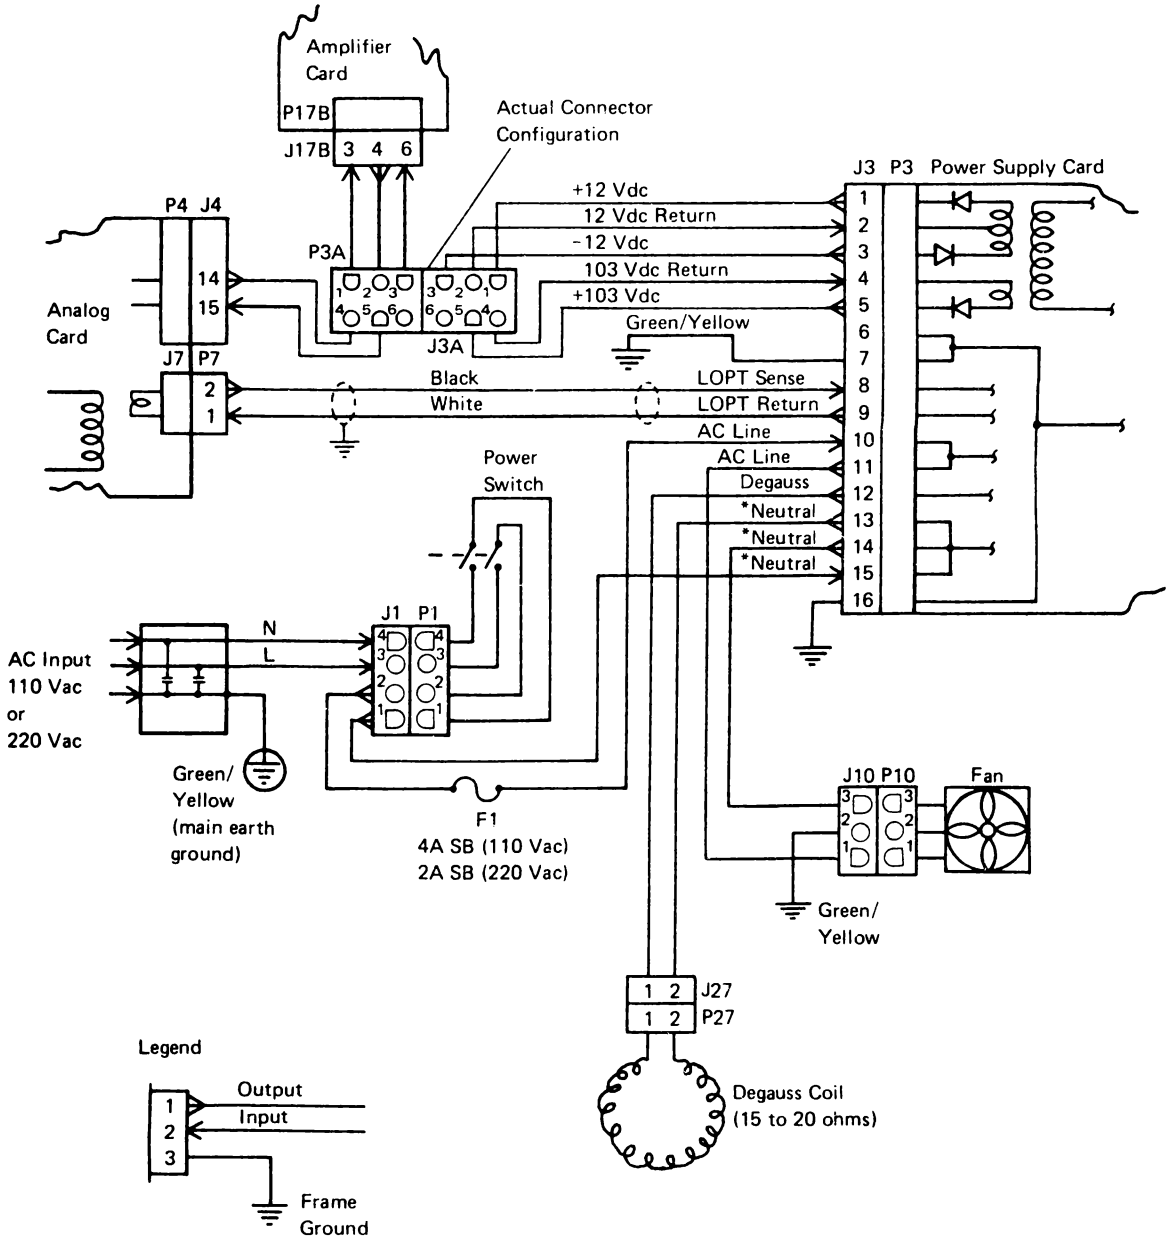 Amplifier
Card
P17B
J17B 3 4 6
Actual Connector
Configuration
J3 P3 Power Supply Card
P4 J4
14
15
Analog
Card
J7 P7
2
1
P3A
1 2 3 3 2 1
4 5 6 6 5 4
J3A
+12 Vdc
12 Vdc Return
-12 Vdc
103 Vdc Return
+103 Vdc
Green/Yellow
Black
White
LOPT Sense
LOPT Return
AC Line
AC Line
Degauss
*Neutral
*Neutral
*Neutral
1
2
3
4
5
6
7
8
9
10
11
12
13
14
15
16
Power
Switch
J1 P1
4 4
3 3
2 2
1 1
N
L
AC Input
110 Vac
or
220 Vac
Green/
Yellow
(main earth
ground)
F1
4A SB (110 Vac)
2A SB (220 Vac)
J10 P10 Fan
3 3
2 2
1 1
Green/
Yellow
1 2 J27
1 2 P27
Degauss Coil
(15 to 20 ohms)
Legend
1 Output
2 Input
3
Frame
Ground